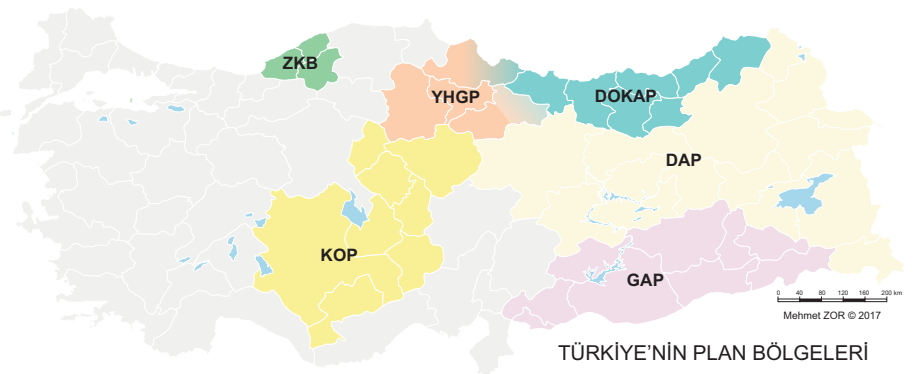 ZKB
YHGP
DOKAP
DAP
KOP
GAP
0 40 80 120 160 200 km
Mehmet ZOR © 2017
TÜRKİYE'NİN PLAN BÖLGELERİ